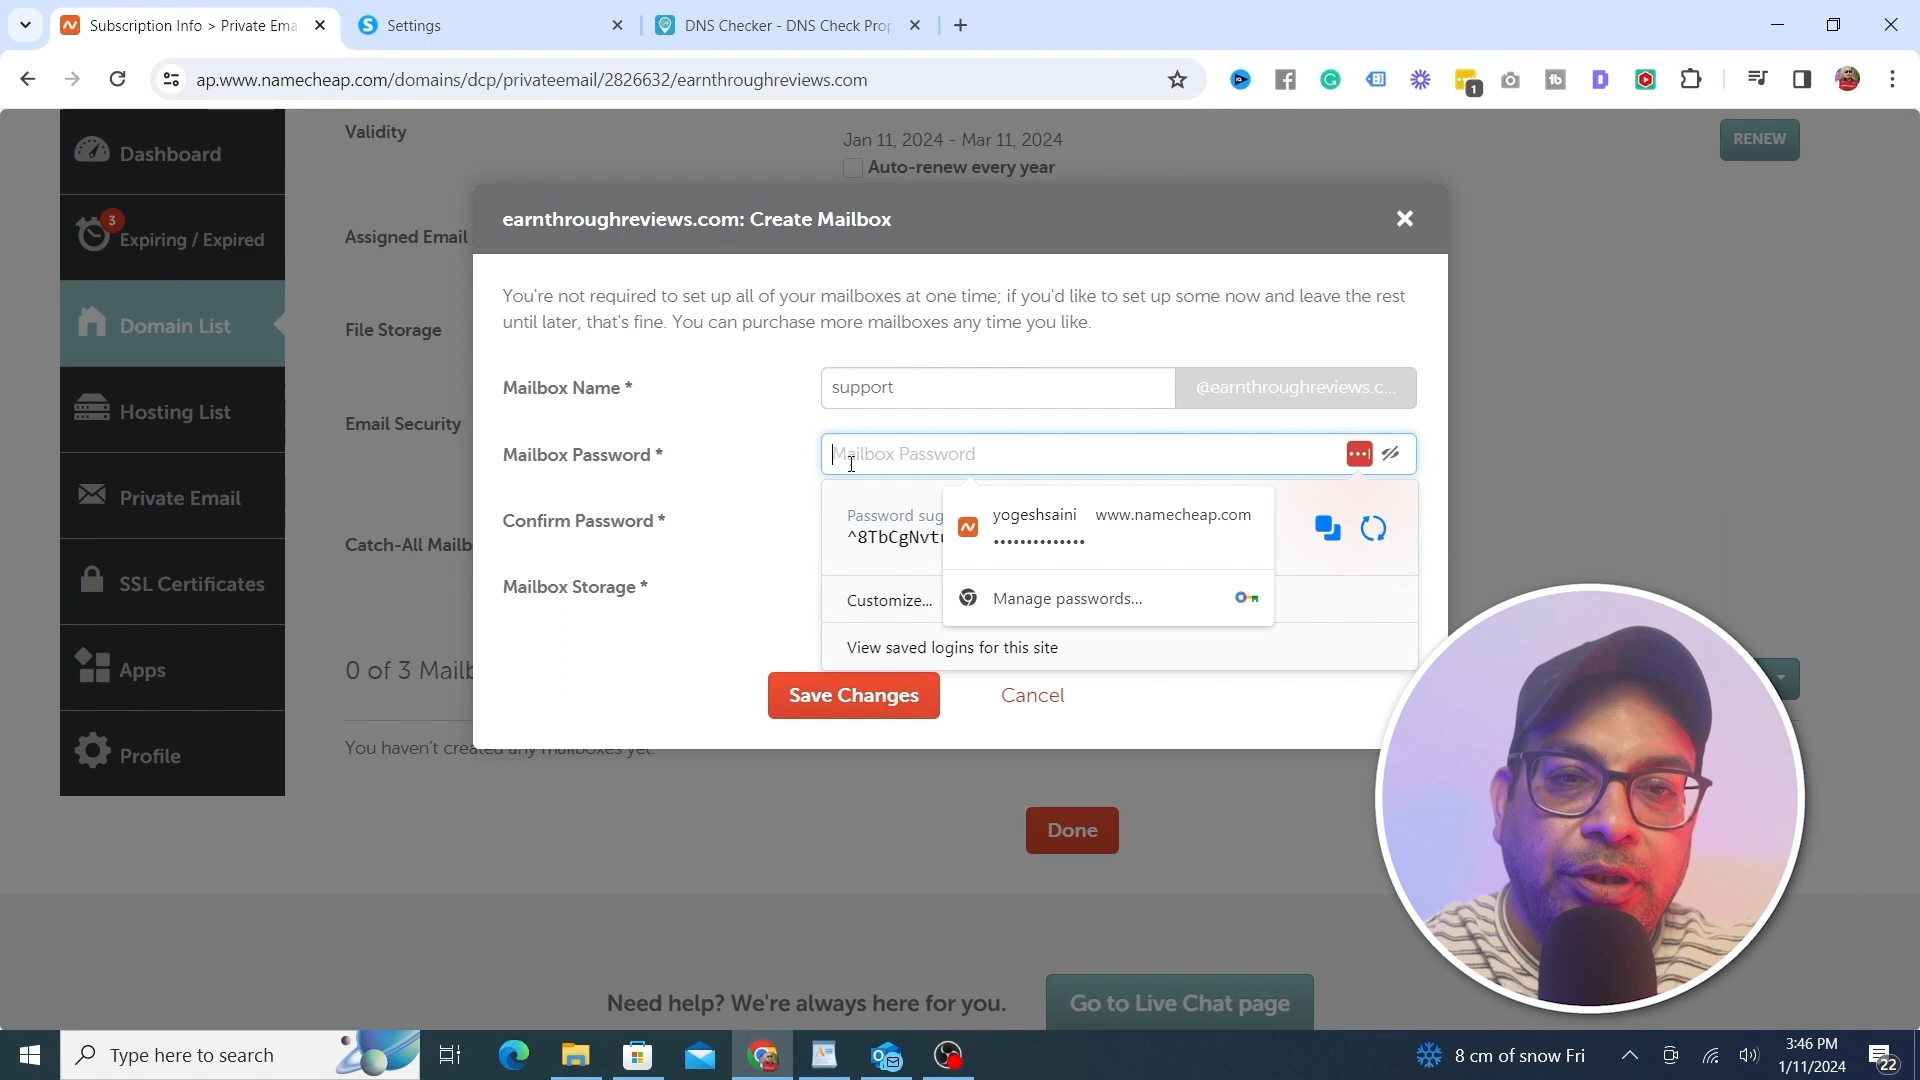 Subscription Info > Private Ema
Settings
DNS Checker - DNS Check Prop
ap.www.namecheap.com/domains/dcp/privateemail/2826632/earnthroughreviews.com
1
Dashboard
3
Expiring / Expired
Domain List
Hosting List
Private Email
SSL Certificates
Apps
Profile
Validity
Jan 11, 2024 - Mar 11, 2024
Auto-renew every year
RENEW
Assigned Email
File Storage
Email Security
Catch-All Mailb
0 of 3 Mailb
You haven't created any mailboxes yet.
earnthroughreviews.com: Create Mailbox
You're not required to set up all of your mailboxes at one time; if you'd like to set up some now and leave the rest
until later, that's fine. You can purchase more mailboxes any time you like.
Mailbox Name *
support
@earnthroughreviews.c...
Mailbox Password *
Mailbox Password
Confirm Password *
Mailbox Storage *
Password sug
^8TbCgNvtu
yogeshsaini www.namecheap.com
Manage passwords...
Customize...
View saved logins for this site
Save Changes
Cancel
Done
Need help? We're always here for you.
Go to Live Chat page
Type here to search
8 cm of snow Fri
3:46 PM
1/11/2024
22